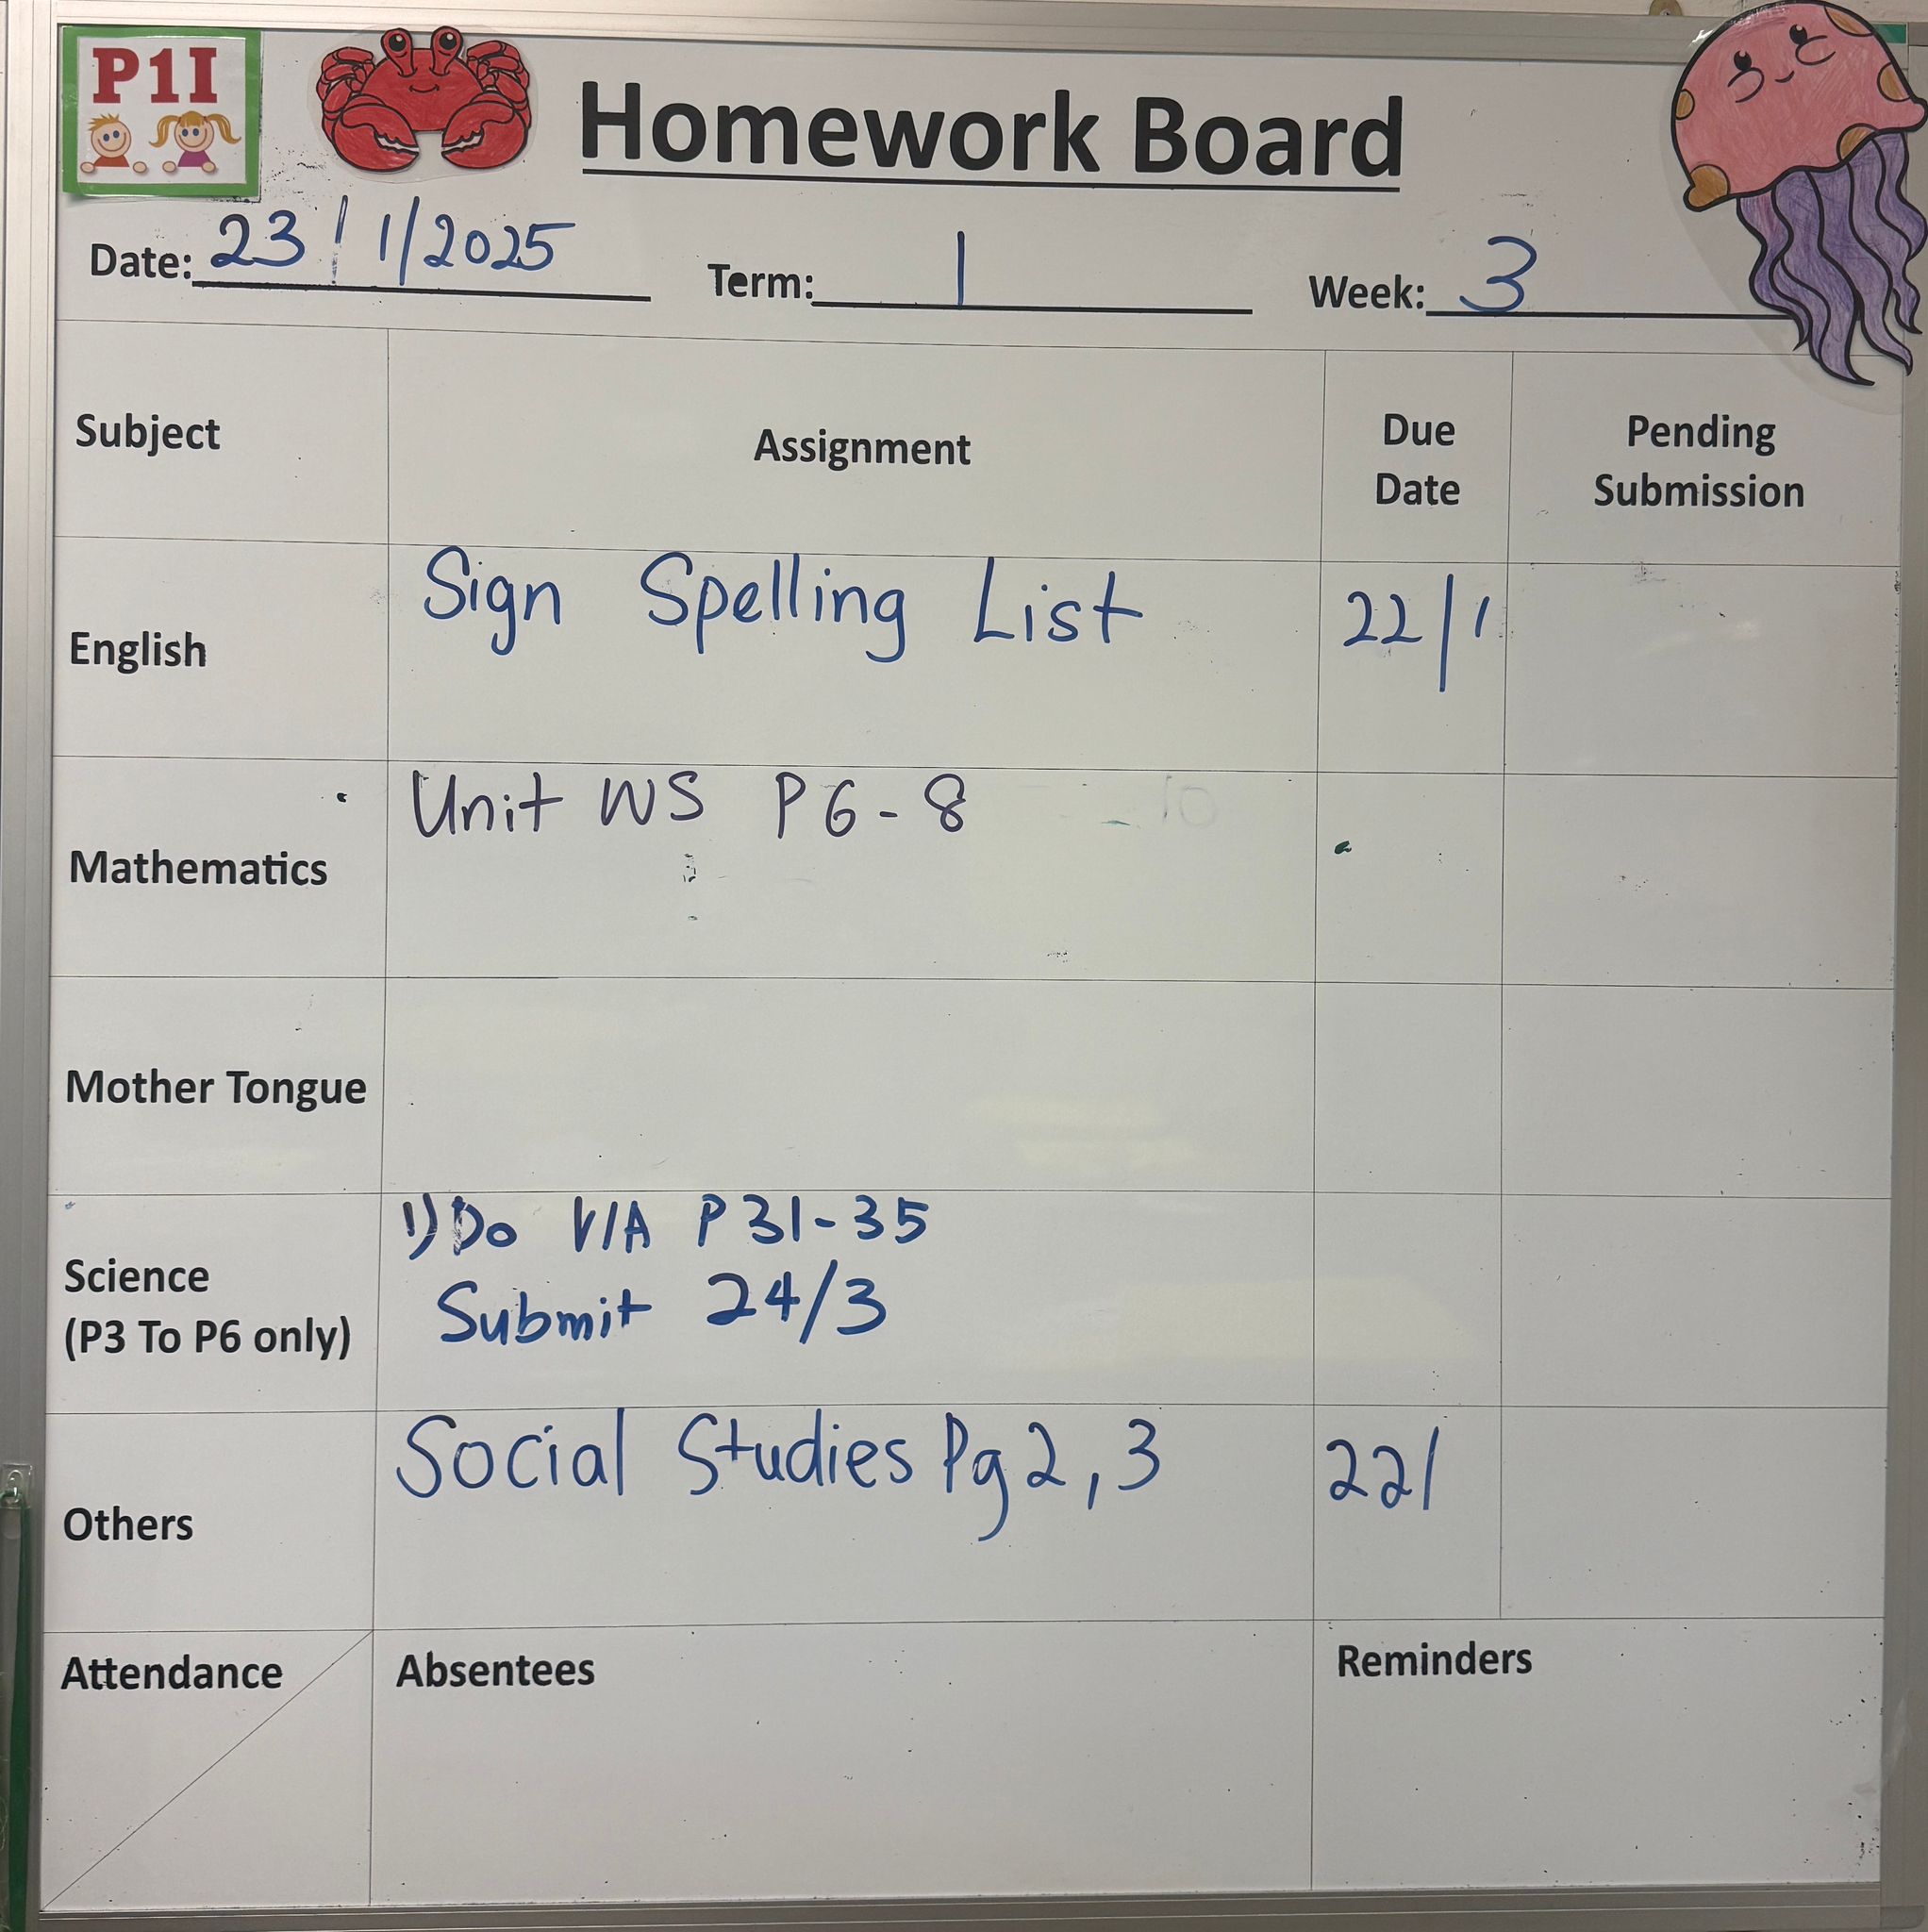 P1I
Homework Board
Date: 23/1/2025 Term: 1 Week: 3
Subject Assignment Due Date Pending Submission
English Sign Spelling List 22/1
Mathematics Unit WS P6-8
Mother Tongue
Science
(P3 To P6 only)
1) Do V/A P31-35
Submit 24/3
Others Social Studies Pg 2, 3 22/
Attendance Absentees Reminders